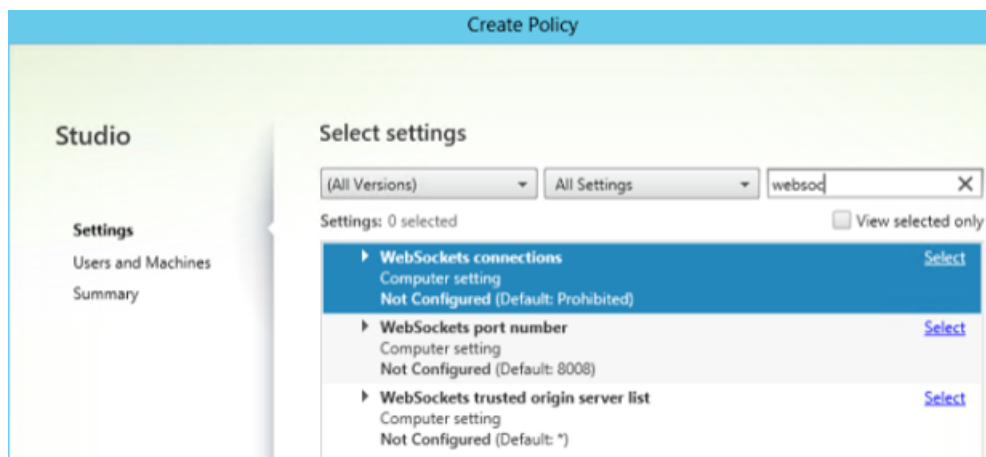 Create Policy
Studio
Select settings
(All Versions)
All Settings
websoc
Settings: 0 selected
View selected only
Settings
Users and Machines
Summary
WebSockets connections
Select
Computer setting
Not Configured (Default: Prohibited)
WebSockets port number
Select
Computer setting
Not Configured (Default: 8008)
WebSockets trusted origin server list
Select
Computer setting
Not Configured (Default: *)